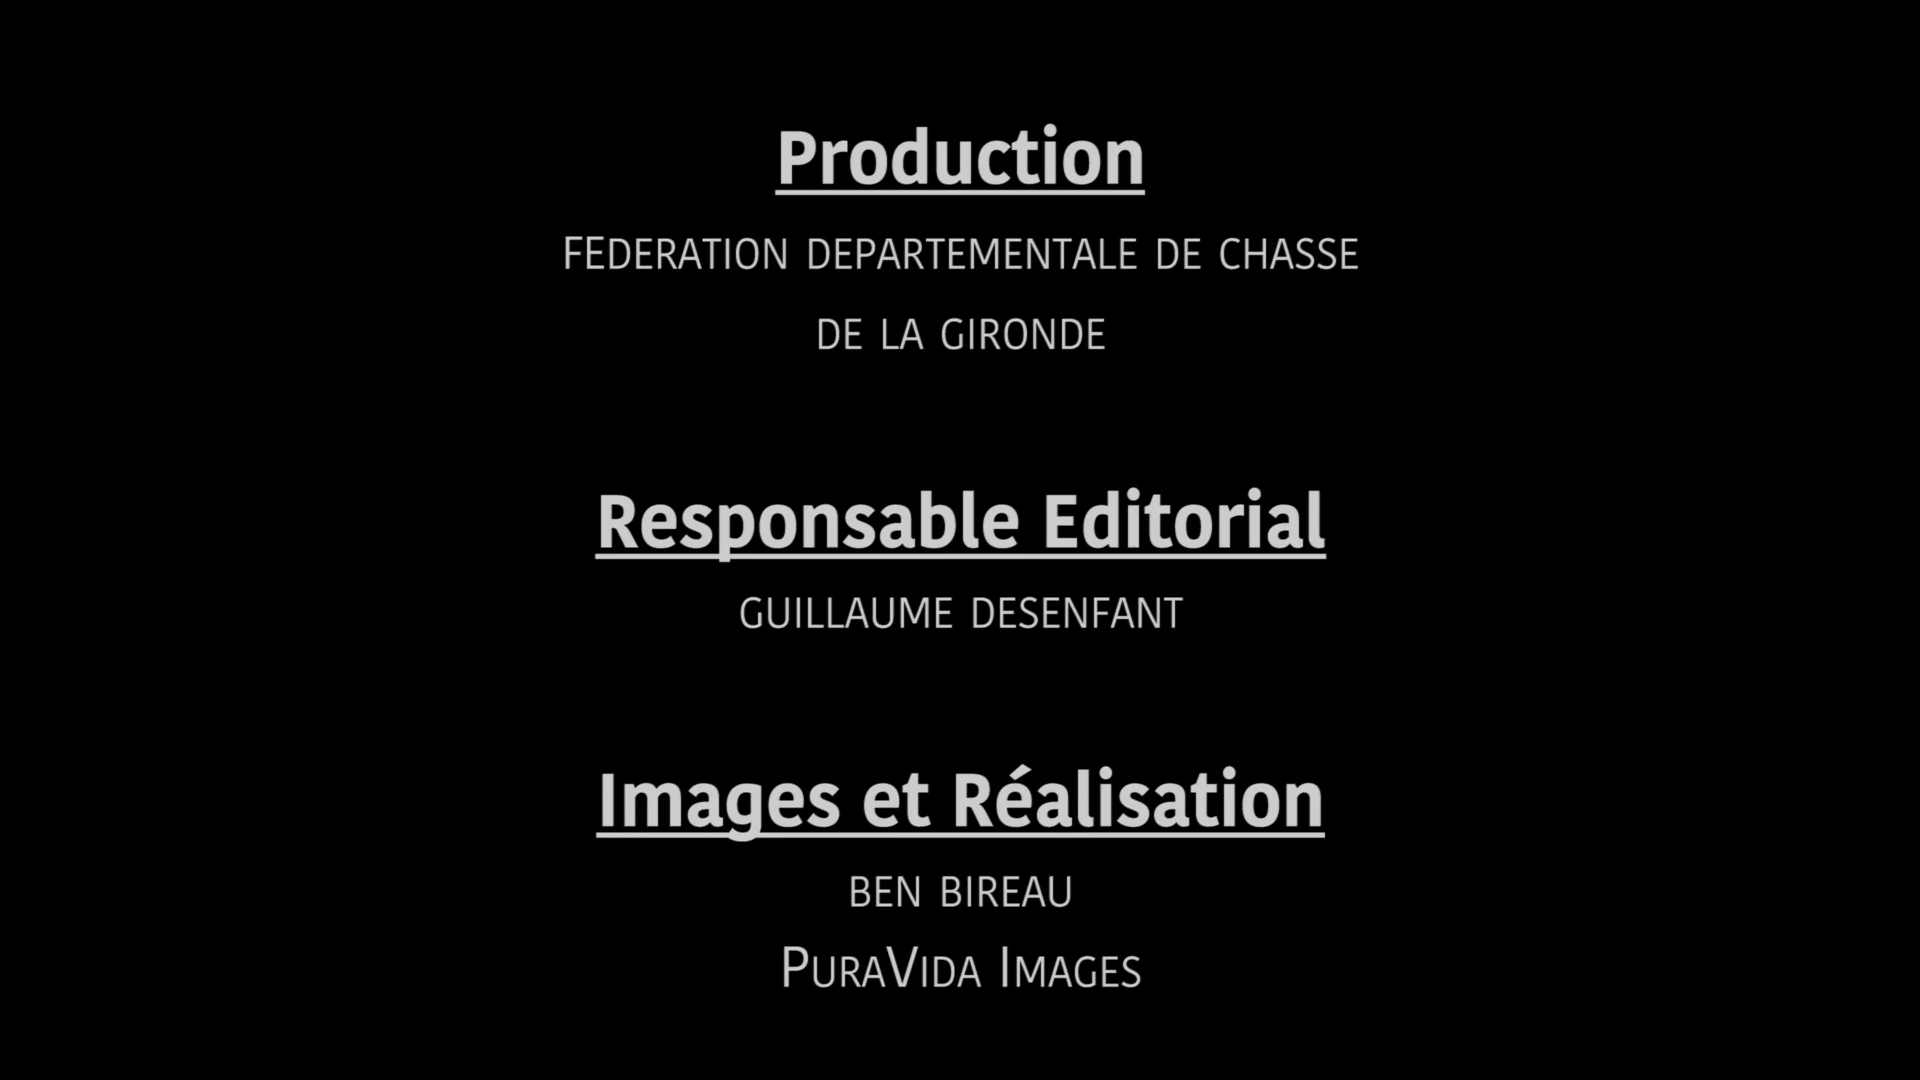 Production
FEDERATION DEPARTEMENTALE DE CHASSE
DE LA GIRONDE
Responsable Editorial
GUILLAUME DESENFANT
Images et Réalisation
BEN BIREAU
PURAVIDA IMAGES